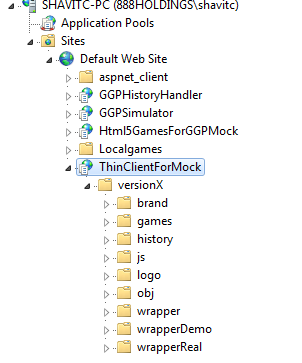 SHAVITC-PC (888HOLDINGS\shavitc)
Application Pools
Sites
Default Web Site
aspnet_client
GGPHistoryHandler
GGPSimulator
Html5GamesForGGPMock
Localgames
ThinClientForMock
versionX
brand
games
history
js
logo
obj
wrapper
wrapperDemo
wrapperReal